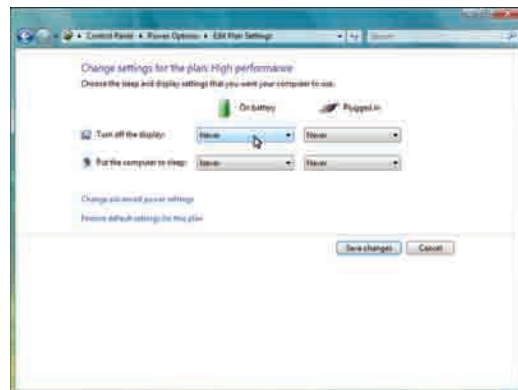 Control Panel ▸ Power Options ▸ Edit Plan Settings
Change settings for the plan: High performance
Choose the sleep and display settings that you want your computer to use.
On battery Plugged in
Turn off the display: Never Never
Put the computer to sleep: Never Never
Change advanced power settings
Restore default settings for this plan
Save changes Cancel